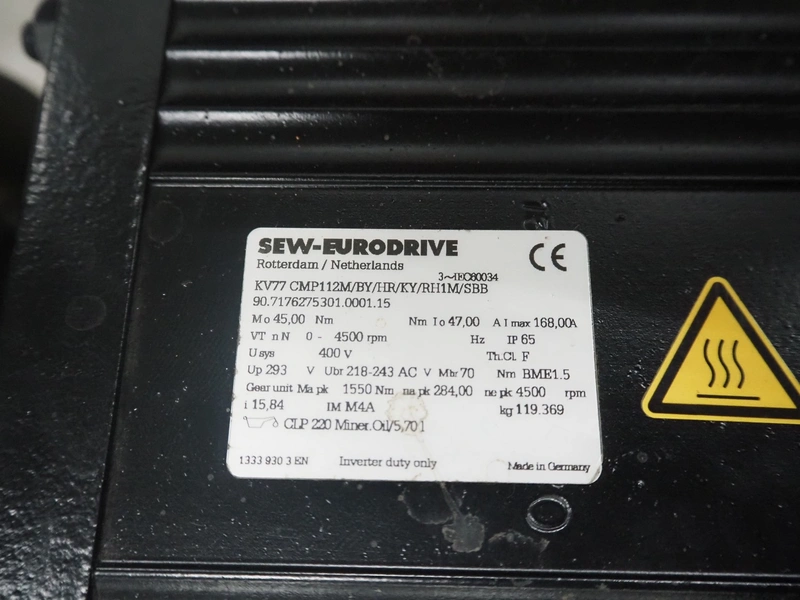 SEW-EURODRIVE CE
Rotterdam / Netherlands
3~IEC60034
KV77 CMP112M/BY/HR/KY/RH1M/SBB
90.7176275301.0001.15
Mo 45,00 Nm Nm Io 47,00 A I max 168,00A
VT n N 0 - 4500 rpm Hz IP 65
U sys 400 V Th.Cl. F
Up 293 V Ubr 218-243 AC V Mbr 70 Nm BME1.5
Gear unit Ma pk 1550 Nm na pk 284,00 ne pk 4500 rpm
i 15,84 IM M4A kg 119.369
CLP 220 Miner.Oil/5,70 l
1333 930 3 EN Inverter duty only Made in Germany